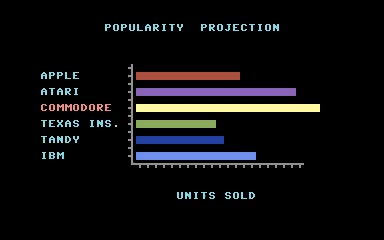 POPULARITY PROJECTION
APPLE
ATARI
COMMODORE
TEXAS INS.
TANDY
IBM
UNITS SOLD